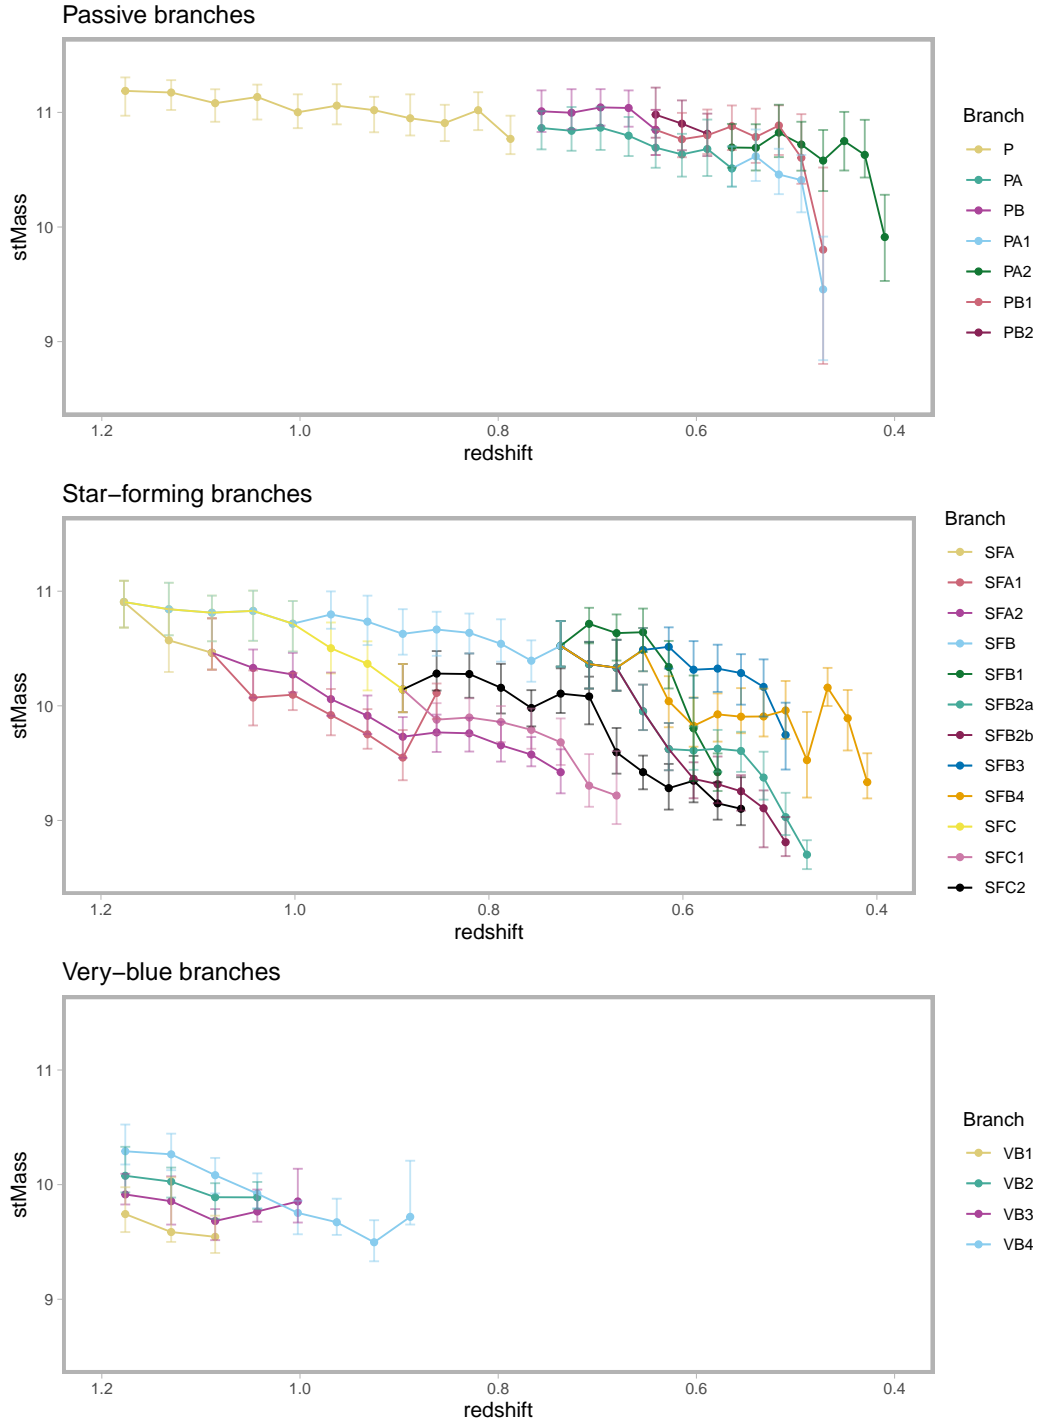 Passive branches
11
10
9
stMass
1.2 1.0 0.8 0.6 0.4
redshift
Branch
P
PA
PB
PA1
PA2
PB1
PB2
Star−forming branches
11
10
9
stMass
1.2 1.0 0.8 0.6 0.4
redshift
Branch
SFA
SFA1
SFA2
SFB
SFB1
SFB2a
SFB2b
SFB3
SFB4
SFC
SFC1
SFC2
Very−blue branches
11
10
9
stMass
1.2 1.0 0.8 0.6 0.4
redshift
Branch
VB1
VB2
VB3
VB4